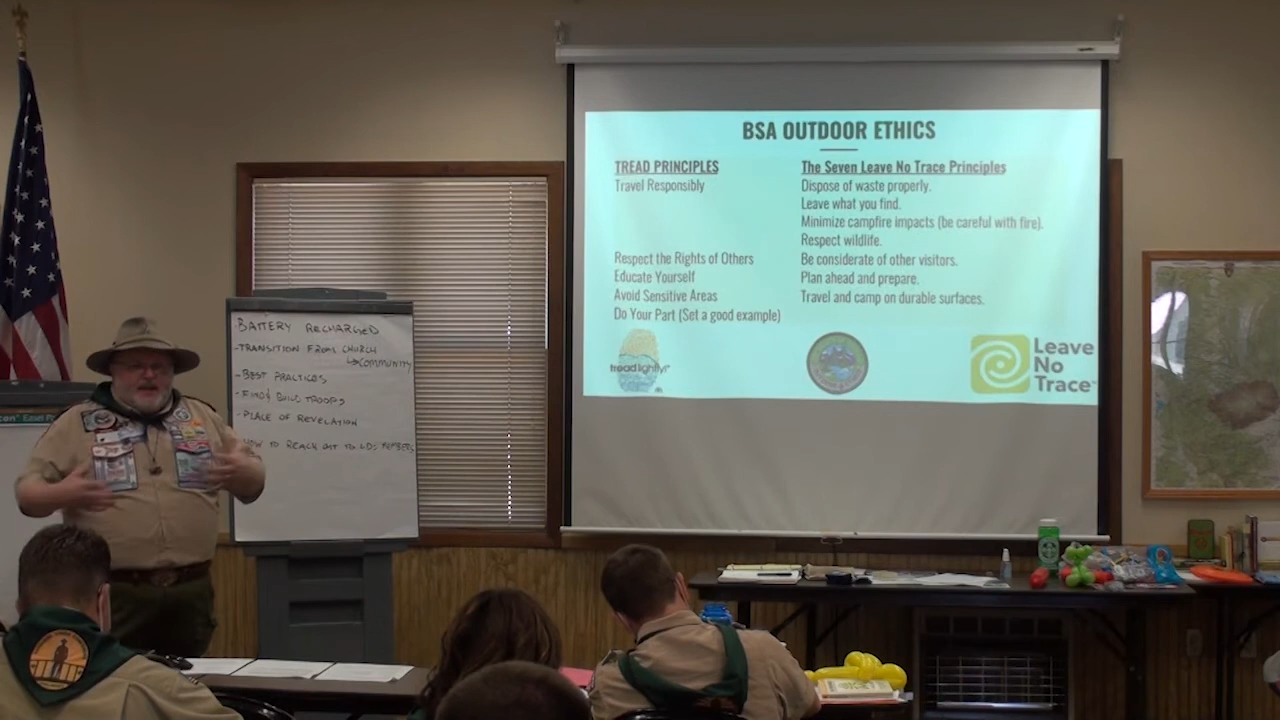 BSA OUTDOOR ETHICS
TREAD PRINCIPLES
Travel Responsibly
Respect the Rights of Others
Educate Yourself
Avoid Sensitive Areas
Do Your Part (Set a good example)
The Seven Leave No Trace Principles
Dispose of waste properly.
Leave what you find.
Minimize campfire impacts (be careful with fire).
Respect wildlife.
Be considerate of other visitors.
Plan ahead and prepare.
Travel and camp on durable surfaces.
treadlightly!
Leave
No
Trace
BATTERY RECHARGED
-TRANSITION FROM CHURCH
COMMUNITY
-BEST PRACTICES
-FIND & BUILD TROOPS
-PLACE OF REVELATION
HOW TO REACH OUT TO LDS MEMBERS